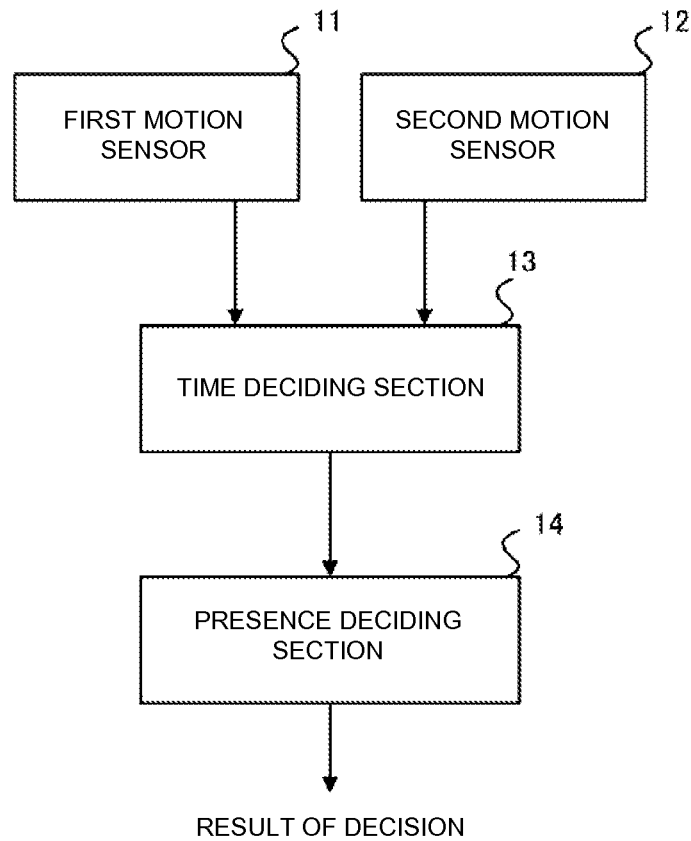 11
12
FIRST MOTION
SENSOR
SECOND MOTION
SENSOR
13
TIME DECIDING SECTION
14
PRESENCE DECIDING
SECTION
RESULT OF DECISION